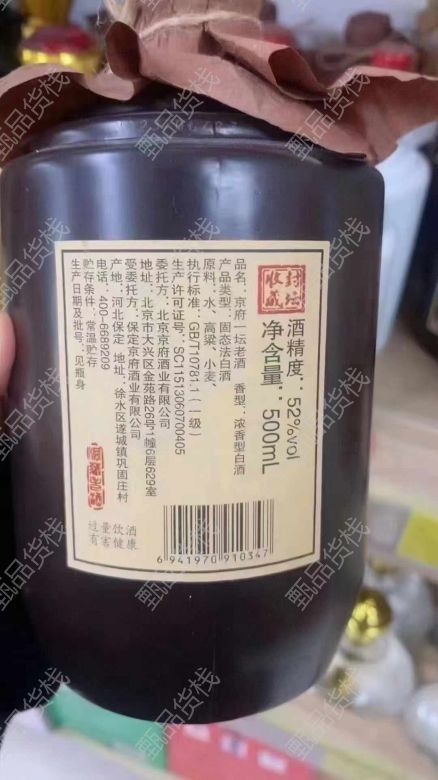 封坛
收藏
酒精度：52%vol
净含量：500mL
品名：京府一坛老酒 香型：浓香型白酒
产品类型：固态法白酒
原料：水、高粱、小麦、
执行标准：GB/T10781.1（一级）
生产许可证号：SC11513060700405
委托方：北京京府酒业有限公司
地址：北京市大兴区金苑路26号1幢6层629室
受委托方：保定京府酒业有限公司
产地：河北保定 地址：徐水区遂城镇巩固庄村
电话：400-6689209
贮存条件：常温贮存
生产日期及批号：见瓶身
过量饮酒
有害健康
6 941970 910347
甄品货栈